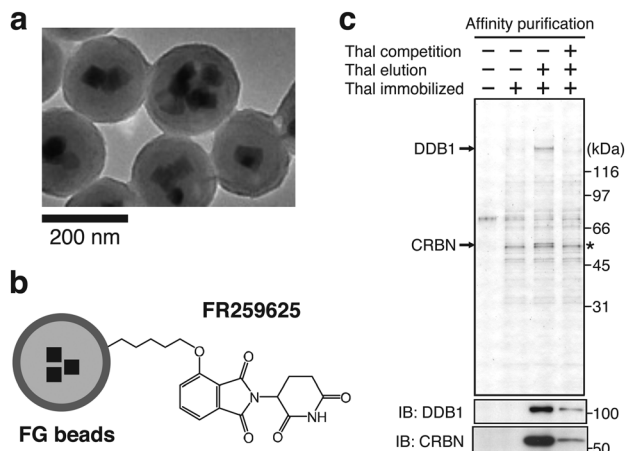 a
200 nm
b
FR259625
O
O
N
O
O
NH
O
FG beads
c
Affinity purification
Thal competition − − − +
Thal elution − − + +
Thal immobilized − + + +
DDB1
(kDa)
116
97
66
CRBN
*
45
31
IB: DDB1
100
IB: CRBN
50